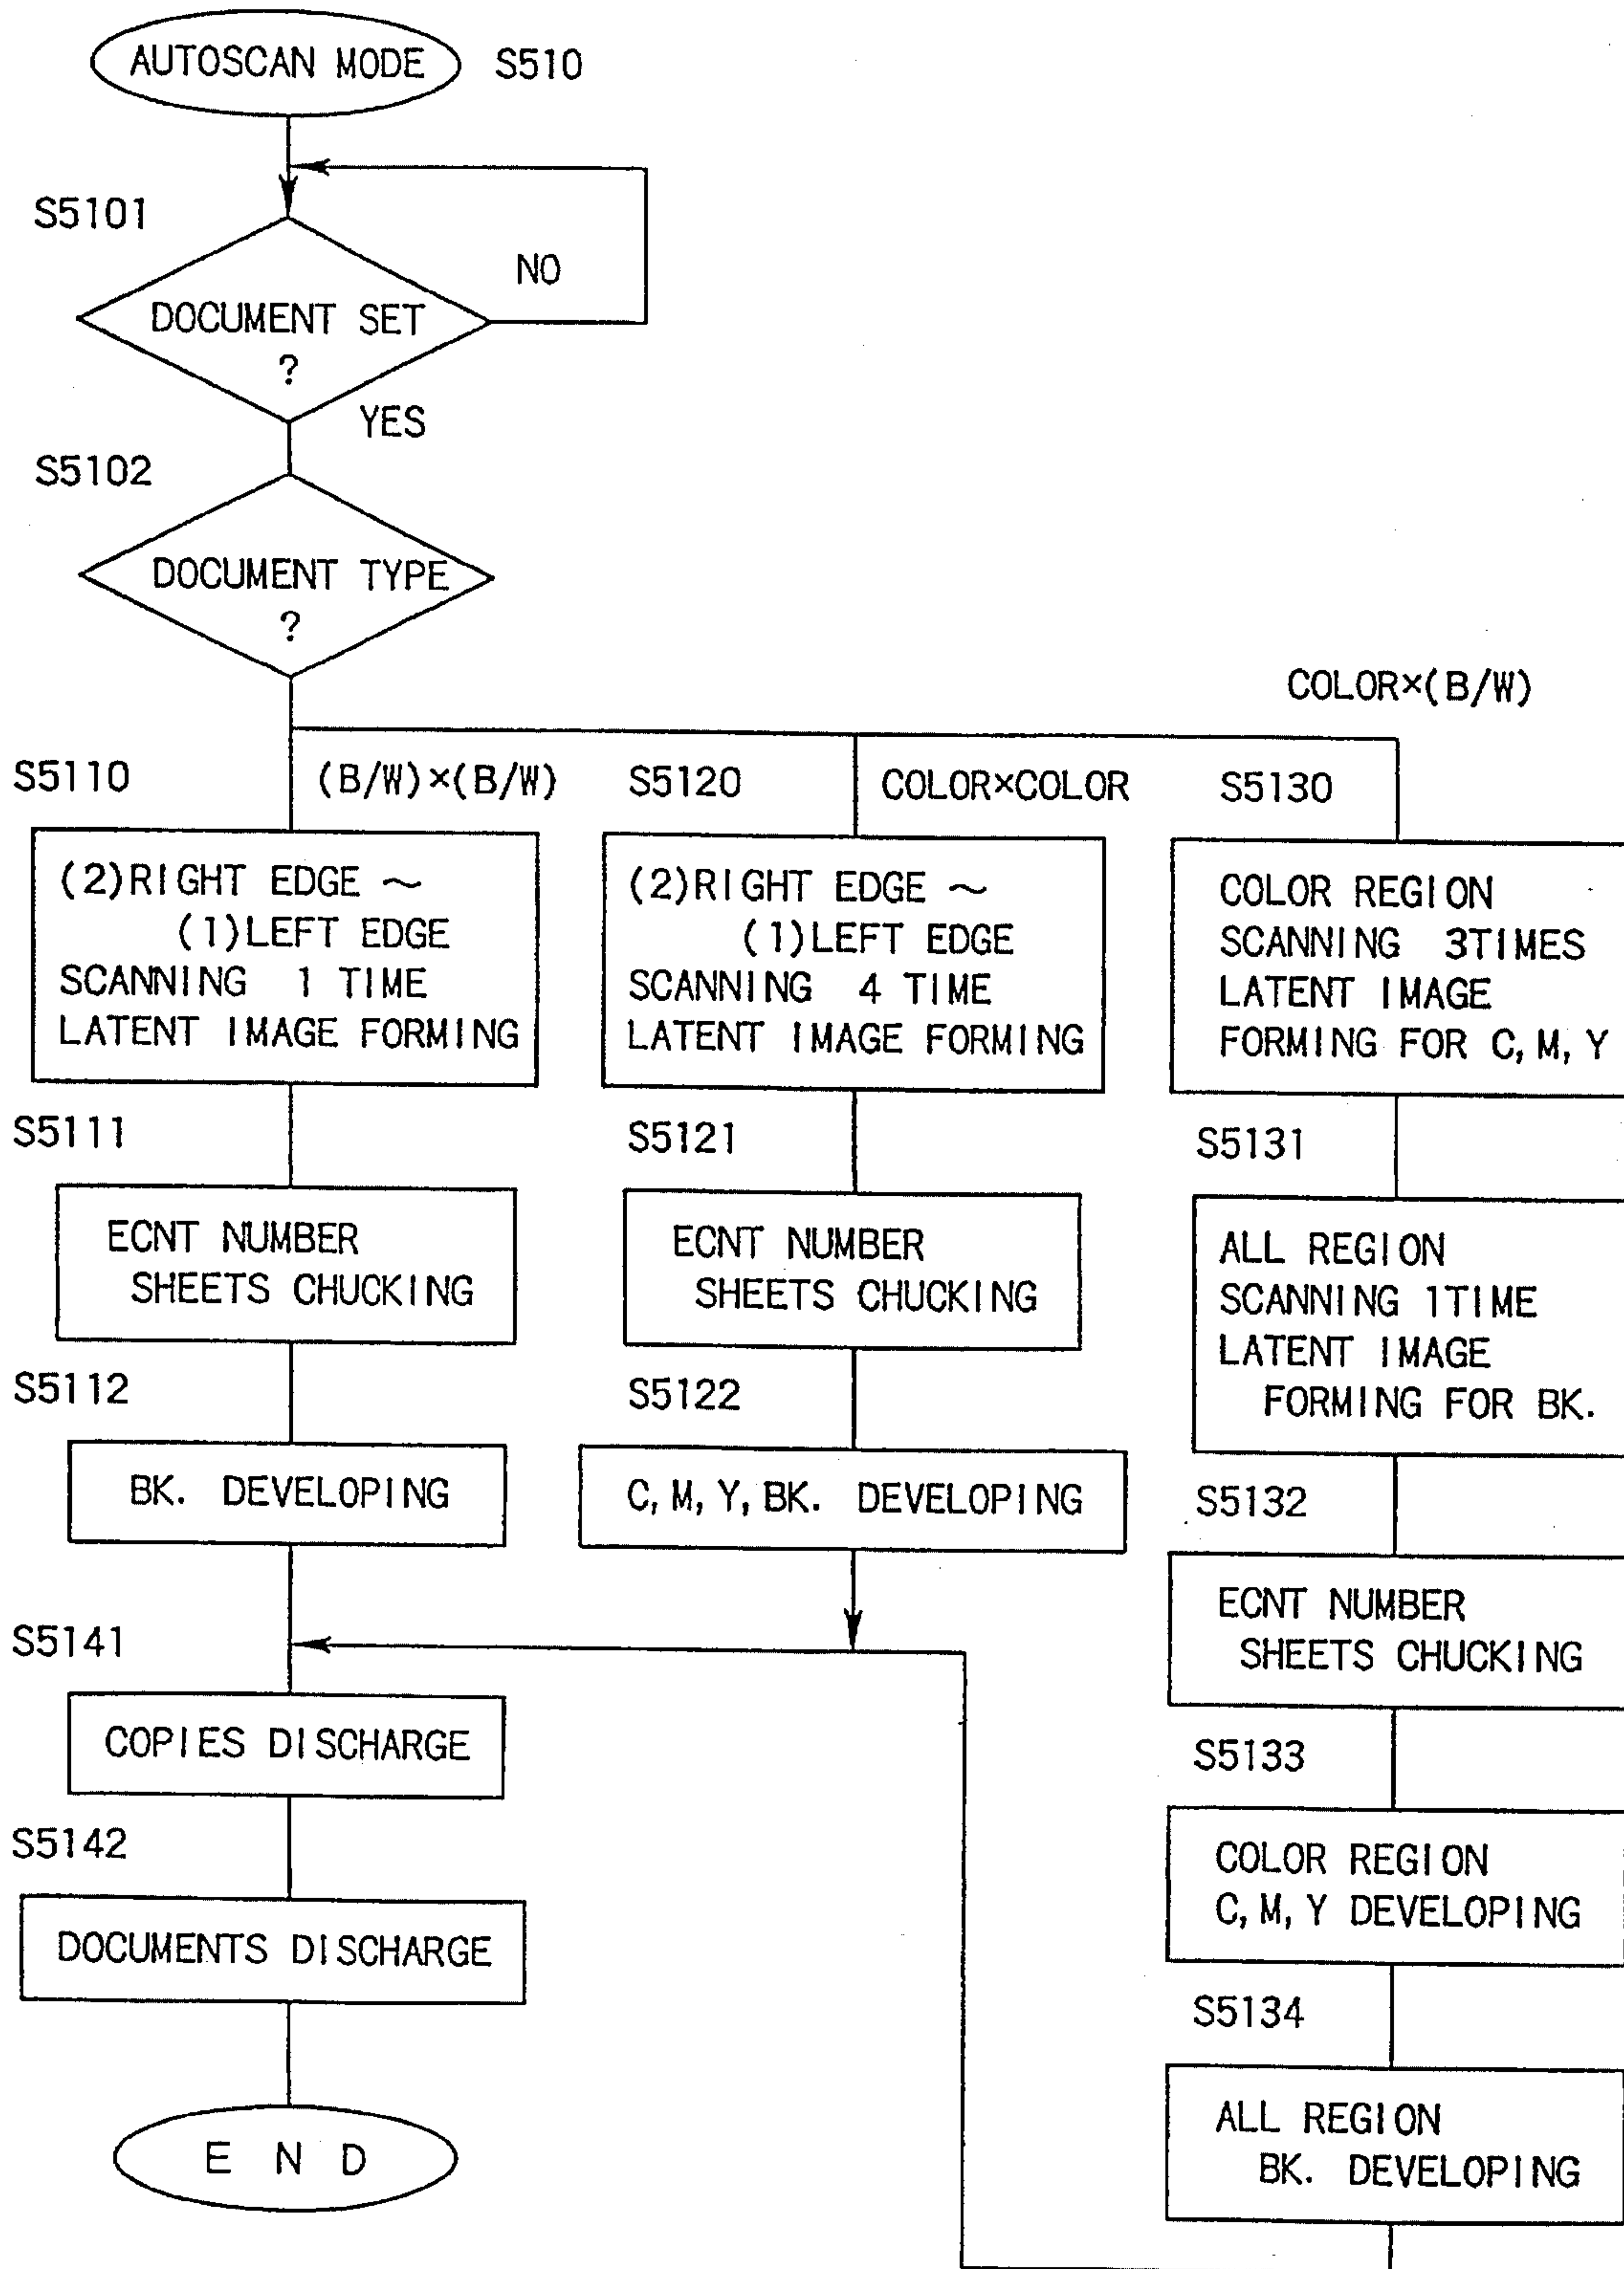 AUTOSCAN MODE
S510
S5101
NO
DOCUMENT SET
?
YES
S5102
DOCUMENT TYPE
?
COLOR×(B/W)
S5110
(B/W)×(B/W)
(2)RIGHT EDGE ~
(1)LEFT EDGE
SCANNING 1 TIME
LATENT IMAGE FORMING
S5111
ECNT NUMBER
SHEETS CHUCKING
S5112
BK. DEVELOPING
S5120
COLOR×COLOR
(2)RIGHT EDGE ~
(1)LEFT EDGE
SCANNING 4 TIME
LATENT IMAGE FORMING
S5121
ECNT NUMBER
SHEETS CHUCKING
S5122
C, M, Y, BK. DEVELOPING
S5130
COLOR REGION
SCANNING 3TIMES
LATENT IMAGE
FORMING FOR C, M, Y
S5131
ALL REGION
SCANNING 1TIME
LATENT IMAGE
FORMING FOR BK.
S5132
ECNT NUMBER
SHEETS CHUCKING
S5133
COLOR REGION
C, M, Y DEVELOPING
S5134
ALL REGION
BK. DEVELOPING
S5141
COPIES DISCHARGE
S5142
DOCUMENTS DISCHARGE
E N D